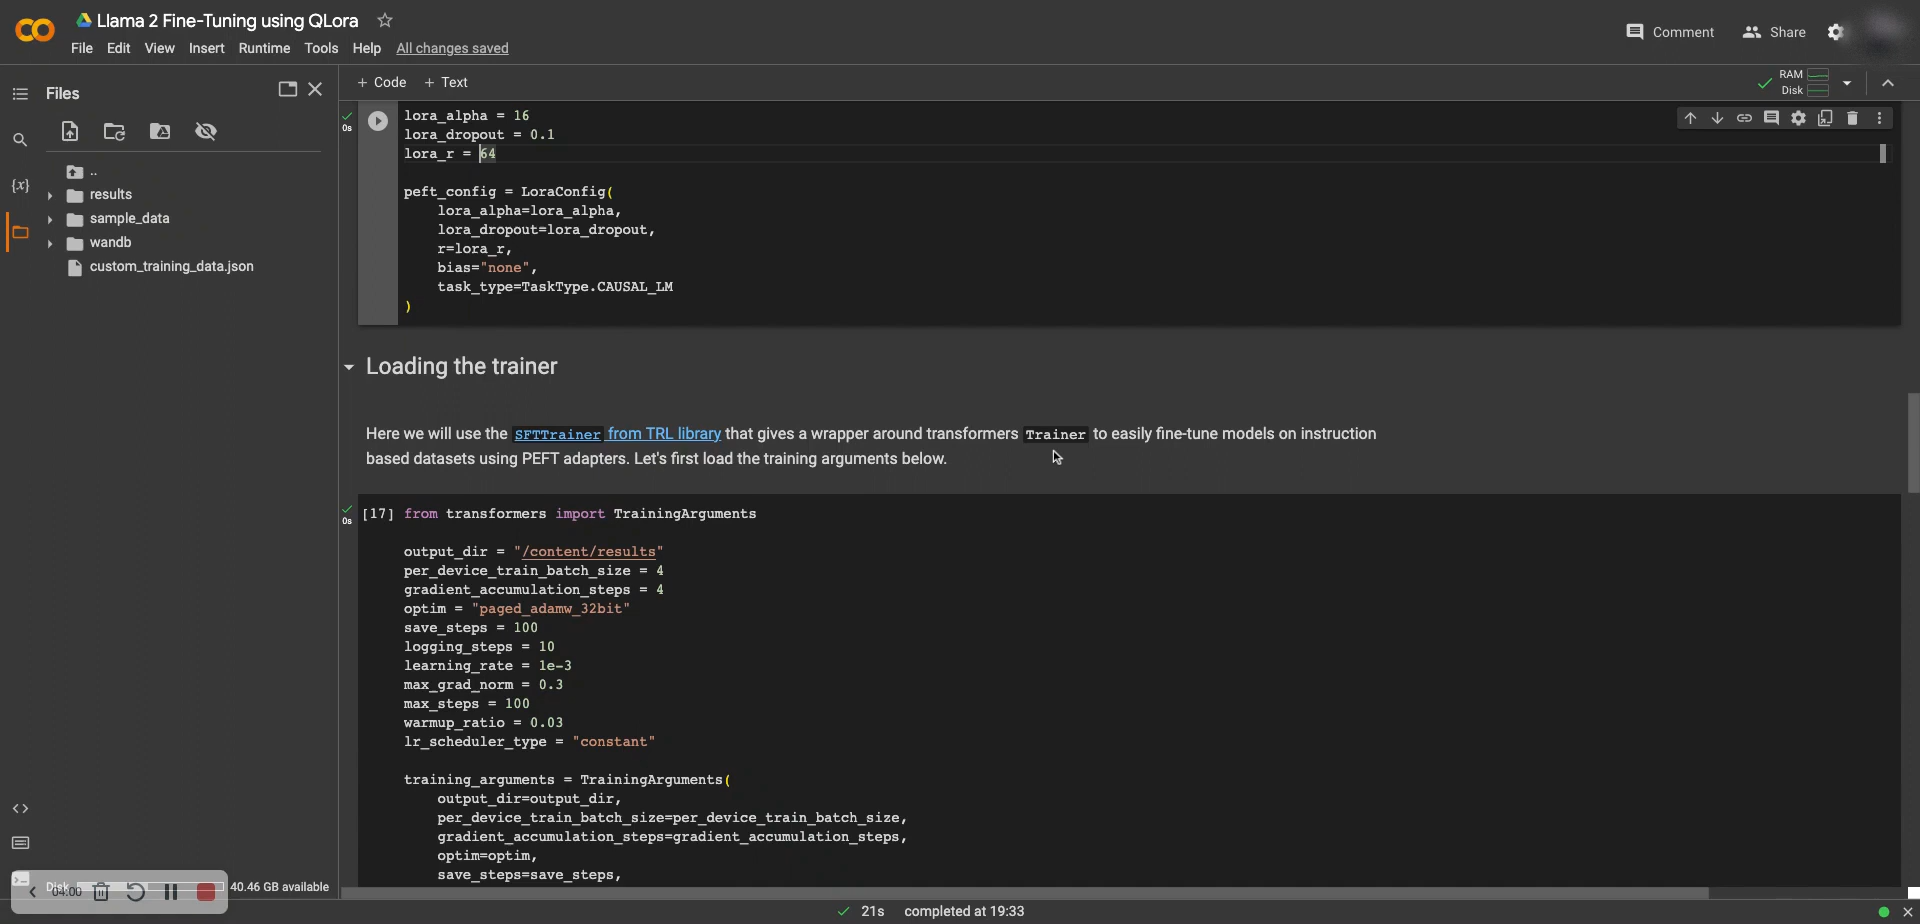 Llama 2 Fine-Tuning using QLora
File Edit View Insert Runtime Tools Help All changes saved
Comment Share
Files
+ Code + Text
RAM
Disk
..
results
sample_data
wandb
custom_training_data.json
{x}
<>
0s
lora_alpha = 16
lora_dropout = 0.1
lora_r = 64
peft_config = LoraConfig(
lora_alpha=lora_alpha,
lora_dropout=lora_dropout,
r=lora_r,
bias="none",
task_type=TaskType.CAUSAL_LM
)
Loading the trainer
Here we will use the SFTTrainer from TRL library that gives a wrapper around transformers Trainer to easily fine-tune models on instruction
based datasets using PEFT adapters. Let's first load the training arguments below.
0s
[17] from transformers import TrainingArguments
output_dir = "/content/results"
per_device_train_batch_size = 4
gradient_accumulation_steps = 4
optim = "paged_adamw_32bit"
save_steps = 100
logging_steps = 10
learning_rate = 1e-3
max_grad_norm = 0.3
max_steps = 100
warmup_ratio = 0.03
lr_scheduler_type = "constant"
training_arguments = TrainingArguments(
output_dir=output_dir,
per_device_train_batch_size=per_device_train_batch_size,
gradient_accumulation_steps=gradient_accumulation_steps,
optim=optim,
save_steps=save_steps,
Disk 40.46 GB available
04:00
21s completed at 19:33